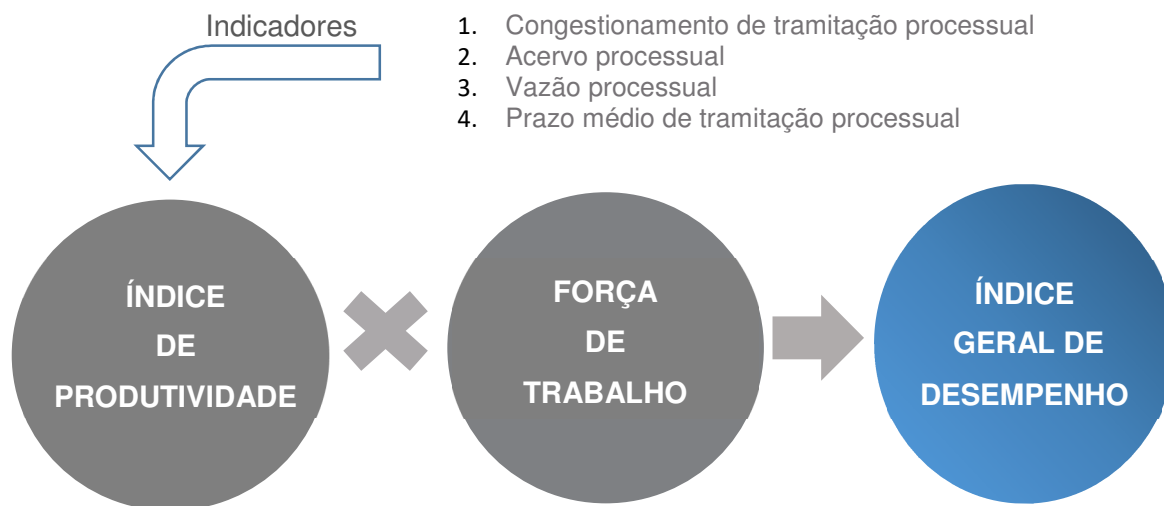 Indicadores
1. Congestionamento de tramitação processual
2. Acervo processual
3. Vazão processual
4. Prazo médio de tramitação processual
ÍNDICE
DE
PRODUTIVIDADE
FORÇA
DE
TRABALHO
ÍNDICE
GERAL DE
DESEMPENHO